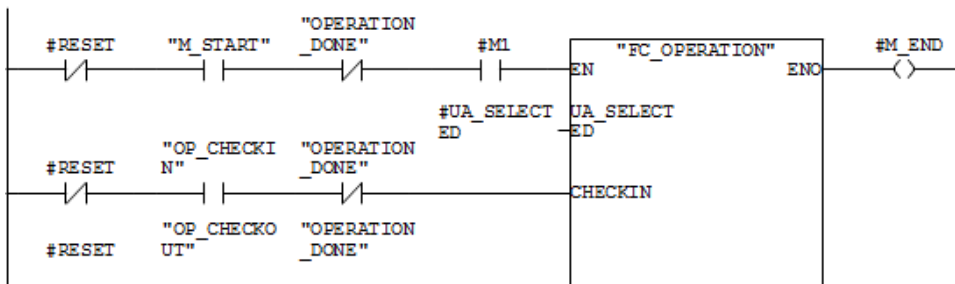 "OPERATION
#RESET "M_START" _DONE" #M1 "FC_OPERATION" #M_END
EN ENO
#UA_SELECT UA_SELECT
ED ED
"OP_CHECKI "OPERATION
#RESET N" _DONE"
CHECKIN
"OP_CHECKO "OPERATION
#RESET UT" _DONE"